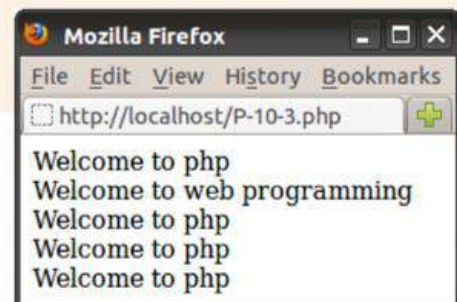 Mozilla Firefox
File Edit View History Bookmarks
http://localhost/P-10-3.php
Welcome to php
Welcome to web programming
Welcome to php
Welcome to php
Welcome to php